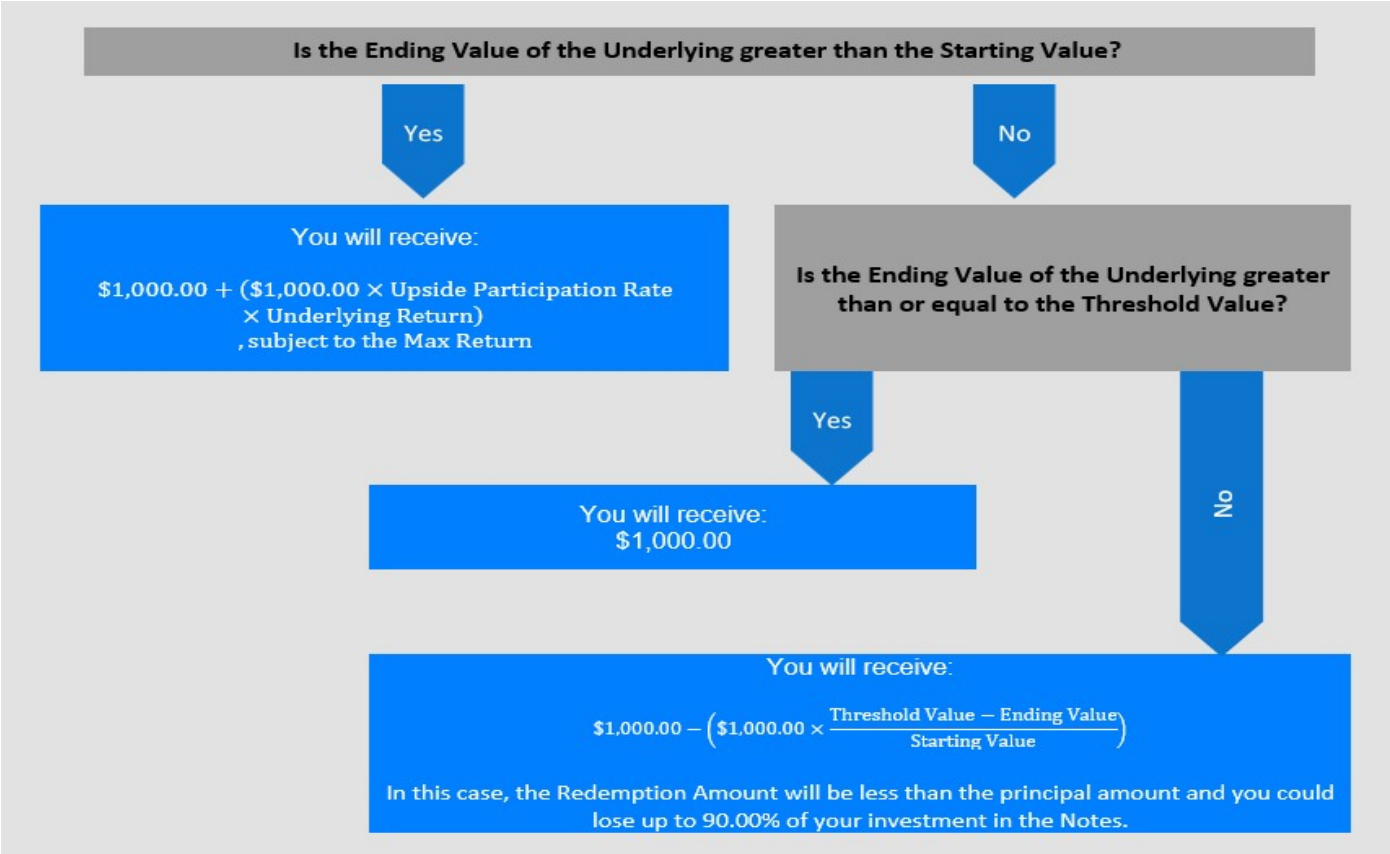 Is the Ending Value of the Underlying greater than the Starting Value?
Yes
No
You will receive:
$1,000.00 + ($1,000.00 × Upside Participation Rate
× Underlying Return)
, subject to the Max Return
Is the Ending Value of the Underlying greater
than or equal to the Threshold Value?
Yes
No
You will receive:
$1,000.00
You will receive:
$1,000.00 − ($1,000.00 × (Threshold Value − Ending Value) / Starting Value)
In this case, the Redemption Amount will be less than the principal amount and you could
lose up to 90.00% of your investment in the Notes.